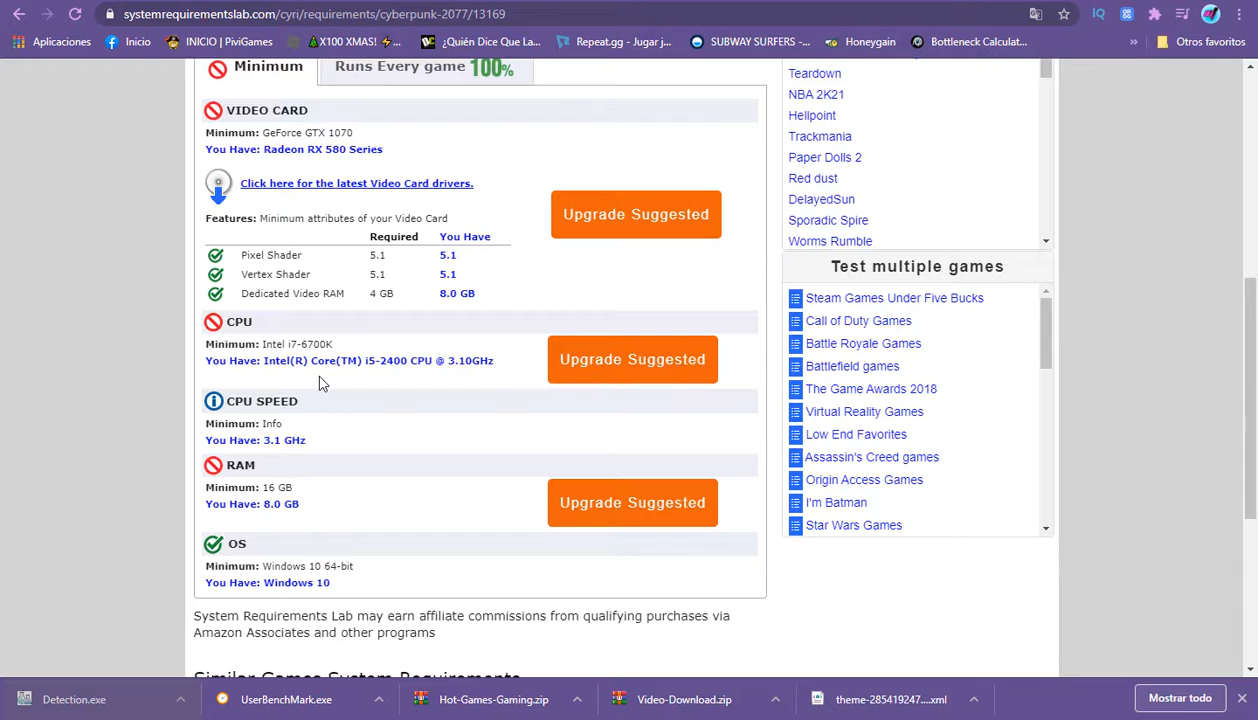 systemrequirementslab.com/cyri/requirements/cyberpunk-2077/13169
Aplicaciones Inicio INICIO | PiviGames ¡X100 XMAS! ⚡... ¿Quién Dice Que La... Repeat.gg - Jugar j... SUBWAY SURFERS -... Honeygain Bottleneck Calculat... » Otros favoritos
Minimum Runs Every game 100%
VIDEO CARD
Minimum: GeForce GTX 1070
You Have: Radeon RX 580 Series
Click here for the latest Video Card drivers.
Upgrade Suggested
Features: Minimum attributes of your Video Card
Required You Have
Pixel Shader 5.1 5.1
Vertex Shader 5.1 5.1
Dedicated Video RAM 4 GB 8.0 GB
CPU
Minimum: Intel i7-6700K
You Have: Intel(R) Core(TM) i5-2400 CPU @ 3.10GHz
Upgrade Suggested
CPU SPEED
Minimum: Info
You Have: 3.1 GHz
RAM
Minimum: 16 GB
You Have: 8.0 GB
Upgrade Suggested
OS
Minimum: Windows 10 64-bit
You Have: Windows 10
System Requirements Lab may earn affiliate commissions from qualifying purchases via
Amazon Associates and other programs
Similar Games System Requirements
Teardown
NBA 2K21
Hellpoint
Trackmania
Paper Dolls 2
Red dust
DelayedSun
Sporadic Spire
Worms Rumble
Test multiple games
Steam Games Under Five Bucks
Call of Duty Games
Battle Royale Games
Battlefield games
The Game Awards 2018
Virtual Reality Games
Low End Favorites
Assassin's Creed games
Origin Access Games
I'm Batman
Star Wars Games
Detection.exe UserBenchMark.exe Hot-Games-Gaming.zip Video-Download.zip theme-285419247....xml Mostrar todo